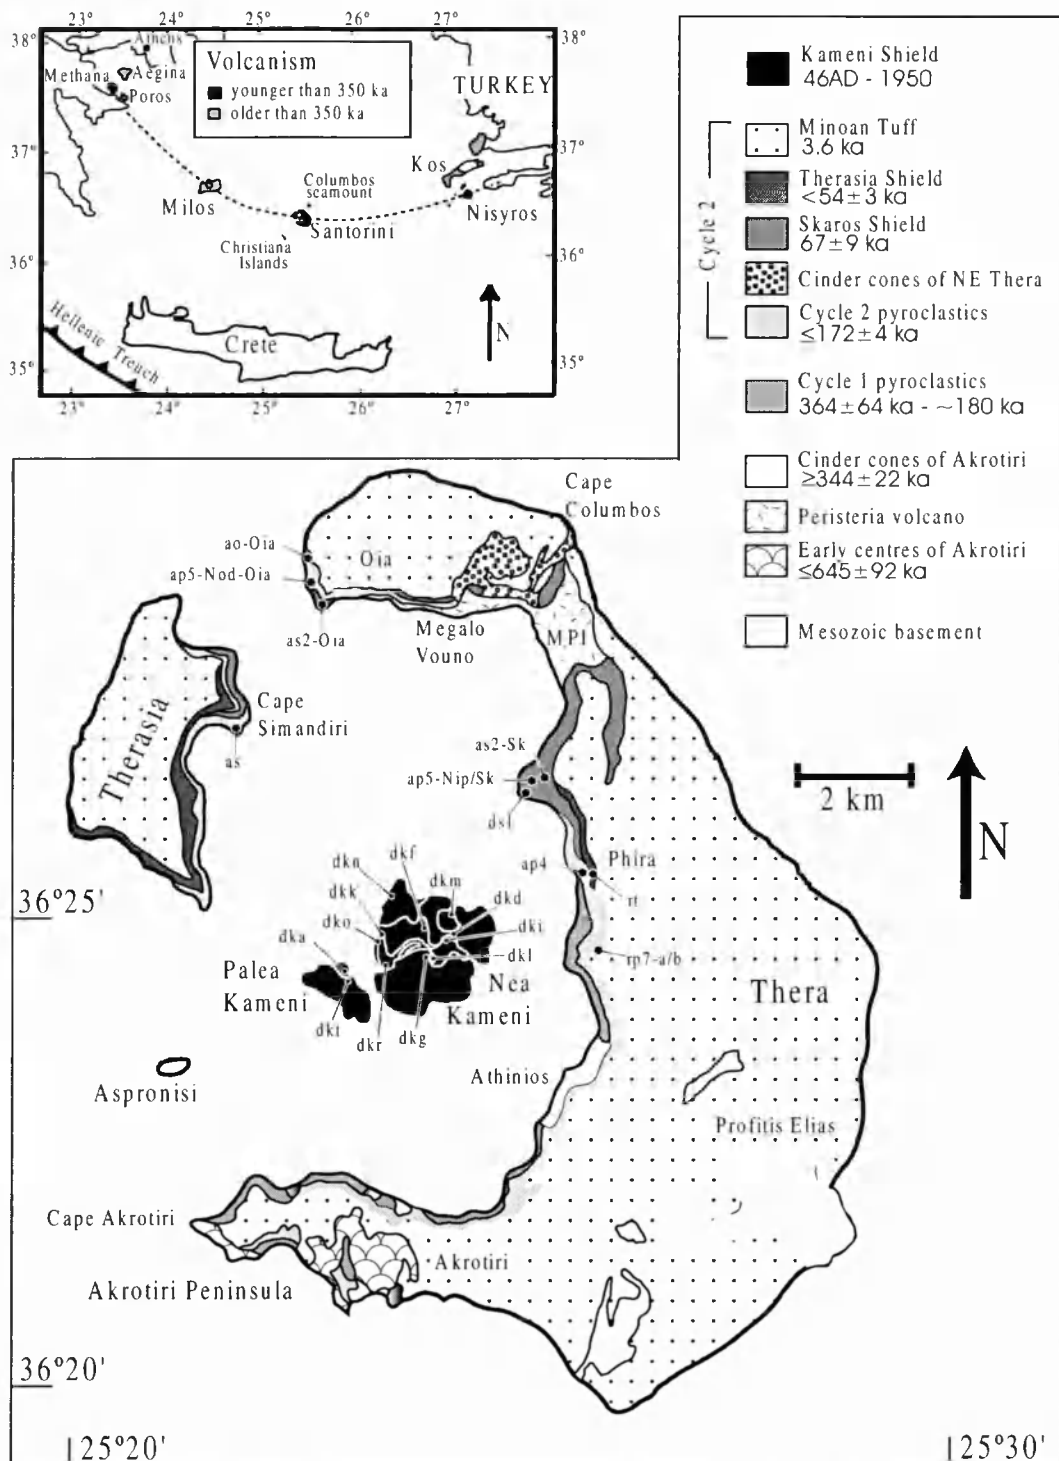 23° 24° 25° 26° 27°
38° 38°
Athens
Methana Aegina
Poros
Volcanism
younger than 350 ka
older than 350 ka
TURKEY
37° 37°
Kos
Milos
Columbos
seamount
Santorini
Nisyros
Christiana
Islands
36° 36°
N
Hellenic Trench
Crete
35° 35°
23° 24° 25° 26° 27°
Kameni Shield
46AD - 1950
Cycle 2
Minoan Tuff
3.6 ka
Therasia Shield
<54±3 ka
Skaros Shield
67±9 ka
Cinder cones of NE Thera
Cycle 2 pyroclastics
≤172±4 ka
Cycle 1 pyroclastics
364±64 ka - ~180 ka
Cinder cones of Akrotiri
≥344±22 ka
Peristeria volcano
Early centres of Akrotiri
≤645±92 ka
Mesozoic basement
Cape
Columbos
ao-Oia
Oia
ap5-Nod-Oia
as2-Oia
Megalo
Vouno
MPI
Therasia
Cape
Simandiri
as
as2-Sk
ap5-Nip/Sk
dsl
2 km
N
Phira
ap4
rt
rp7-a/b
36°25'
dkn
dkf
dkm
dkk
dkd
dko
dki
dka
dkl
Palea
Kameni
Nea
Kameni
dkt
dkr
dkg
Thera
Athinios
Aspronisi
Profitis Elias
Cape Akrotiri
Akrotiri
Akrotiri Peninsula
36°20'
25°20' 25°30'